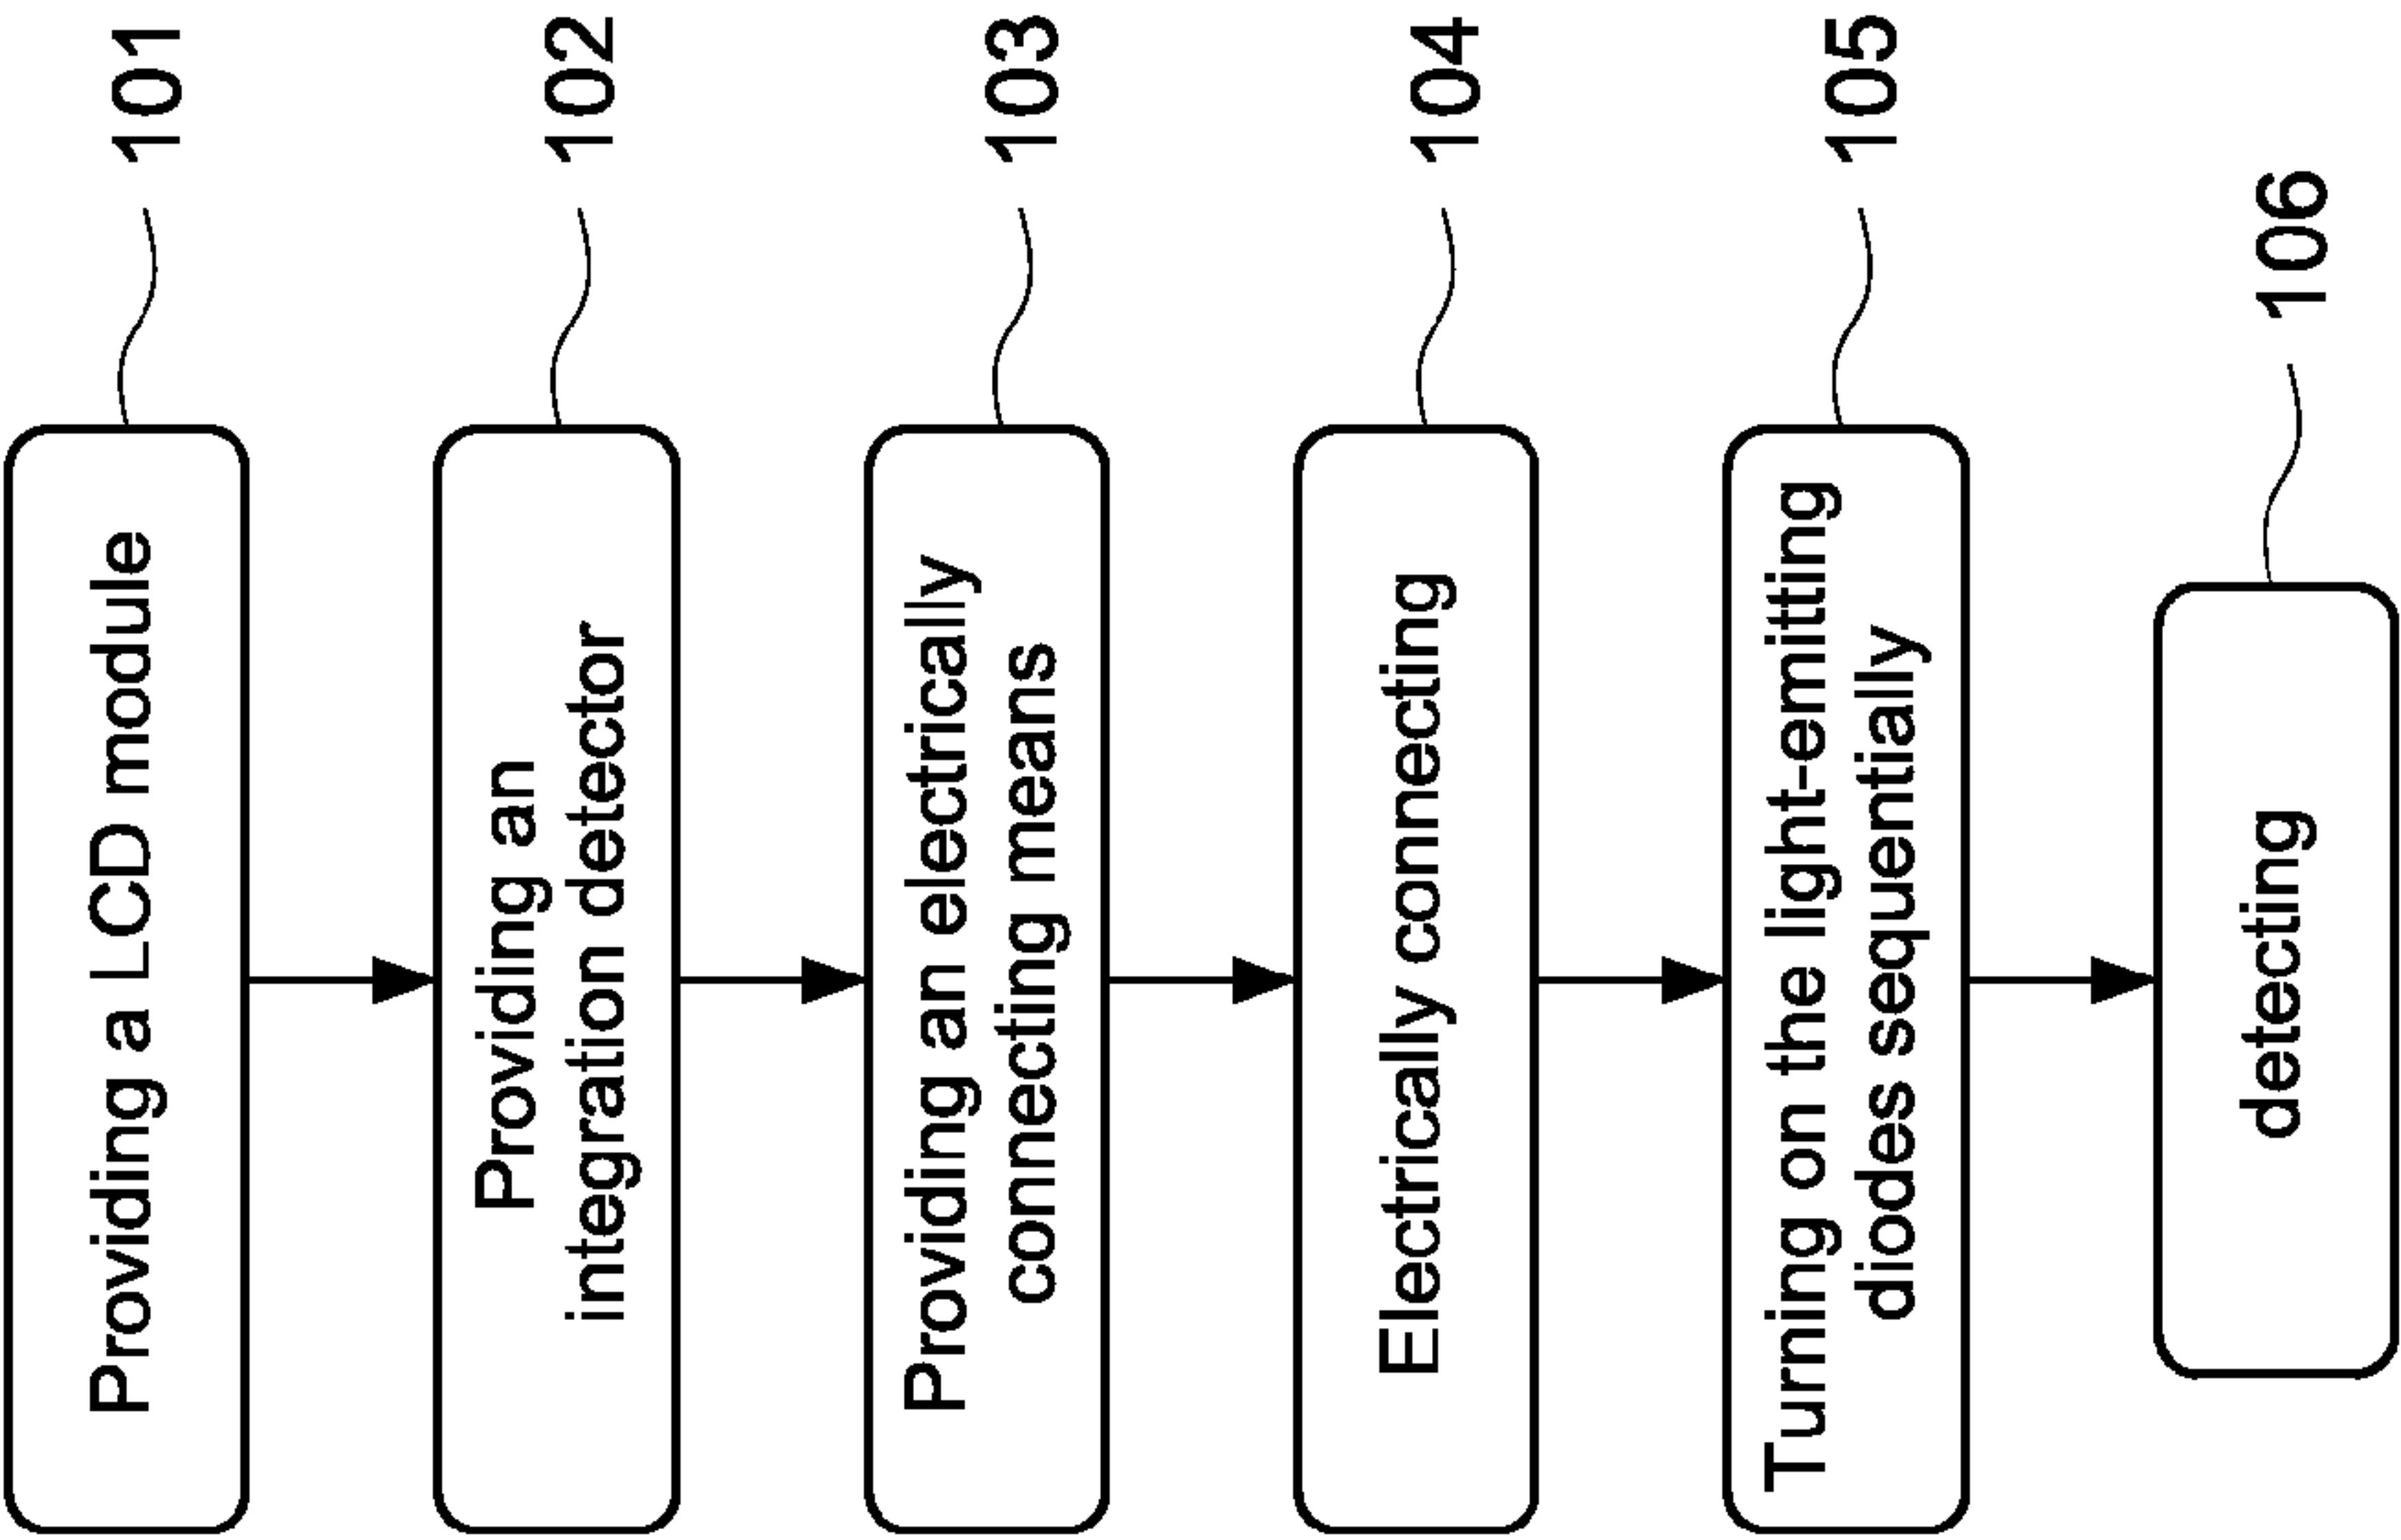 Providing a LCD module
101
Providing an
integration detector
102
Providing an electrically
connecting means
103
Electrically connecting
104
Turning on the light-emitting
diodes sequentially
105
detecting
106